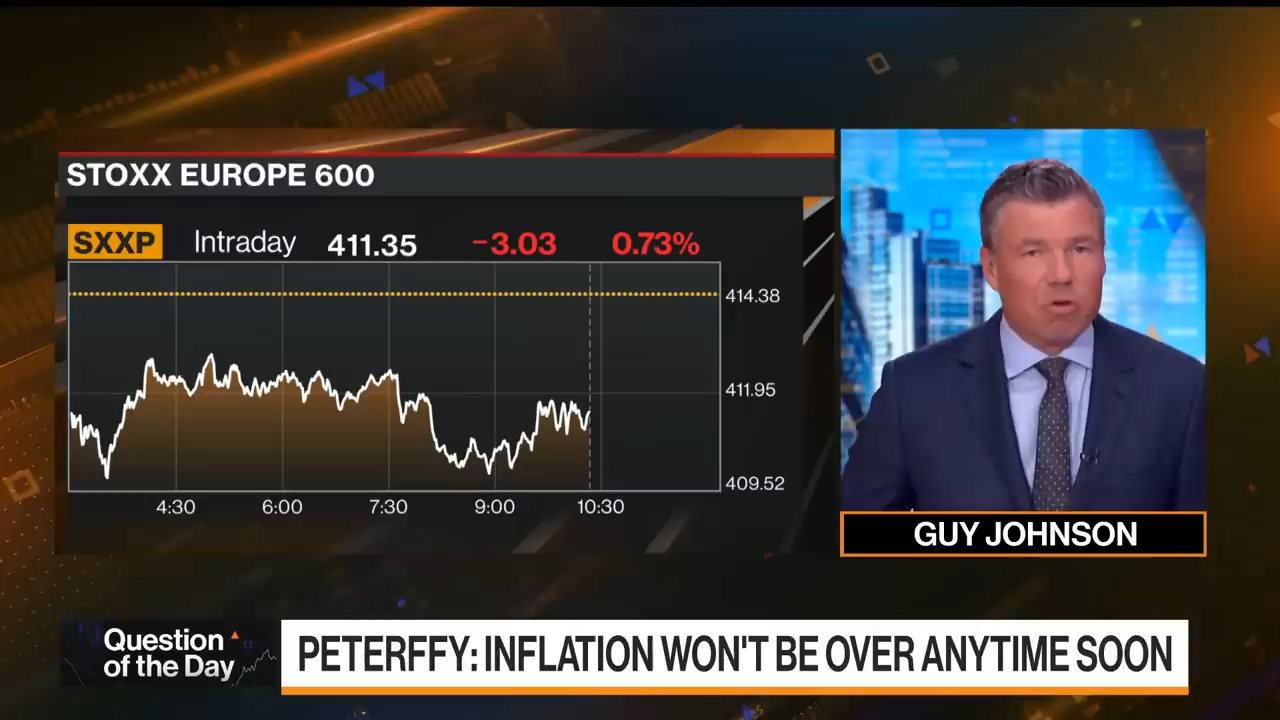 STOXX EUROPE 600
SXXP Intraday 411.35 −3.03 0.73%
414.38
411.95
409.52
4:30 6:00 7:30 9:00 10:30
GUY JOHNSON
Question
of the Day
PETERFFY: INFLATION WON'T BE OVER ANYTIME SOON